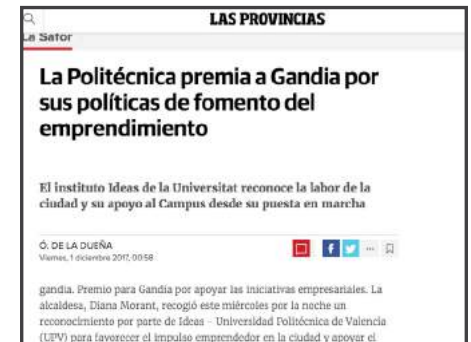 LAS PROVINCIAS
La Safor
La Politécnica premia a Gandia por
sus políticas de fomento del
emprendimiento
El instituto Ideas de la Universitat reconoce la labor de la
ciudad y su apoyo al Campus desde su puesta en marcha
Ó. DE LA DUEÑA
Viernes, 1 diciembre 2017, 00:58
gandia. Premio para Gandia por apoyar las iniciativas empresariales. La
alcaldesa, Diana Morant, recogió este miércoles por la noche un
reconocimiento por parte de Ideas - Universidad Politécnica de Valencia
(UPV) para favorecer el impulso emprendedor en la ciudad y apoyar el